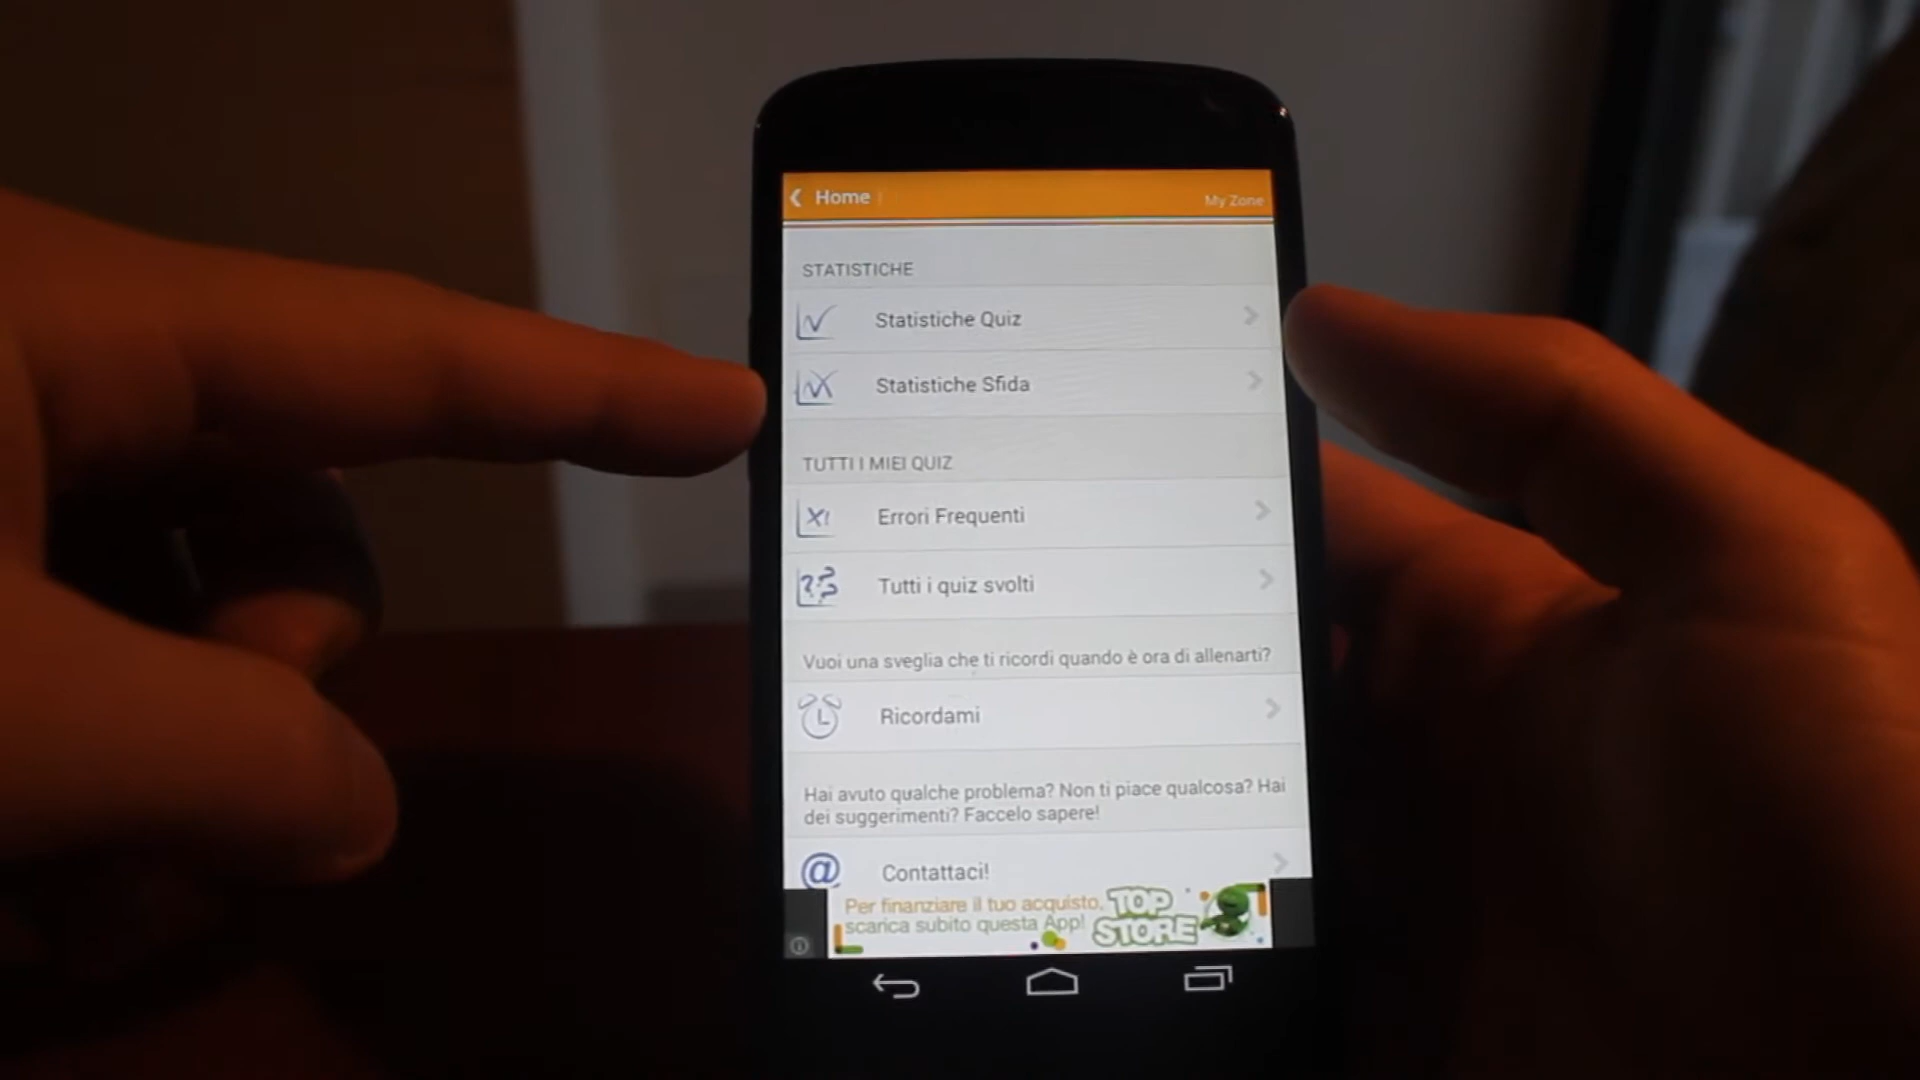 Home
My Zone
STATISTICHE
Statistiche Quiz
Statistiche Sfida
TUTTI I MIEI QUIZ
Errori Frequenti
Tutti i quiz svolti
Vuoi una sveglia che ti ricordi quando è ora di allenarti?
Ricordami
Hai avuto qualche problema? Non ti piace qualcosa? Hai
dei suggerimenti? Faccelo sapere!
@ Contattaci!
Per finanziare il tuo acquisto,
scarica subito questa App!
TOP
STORE